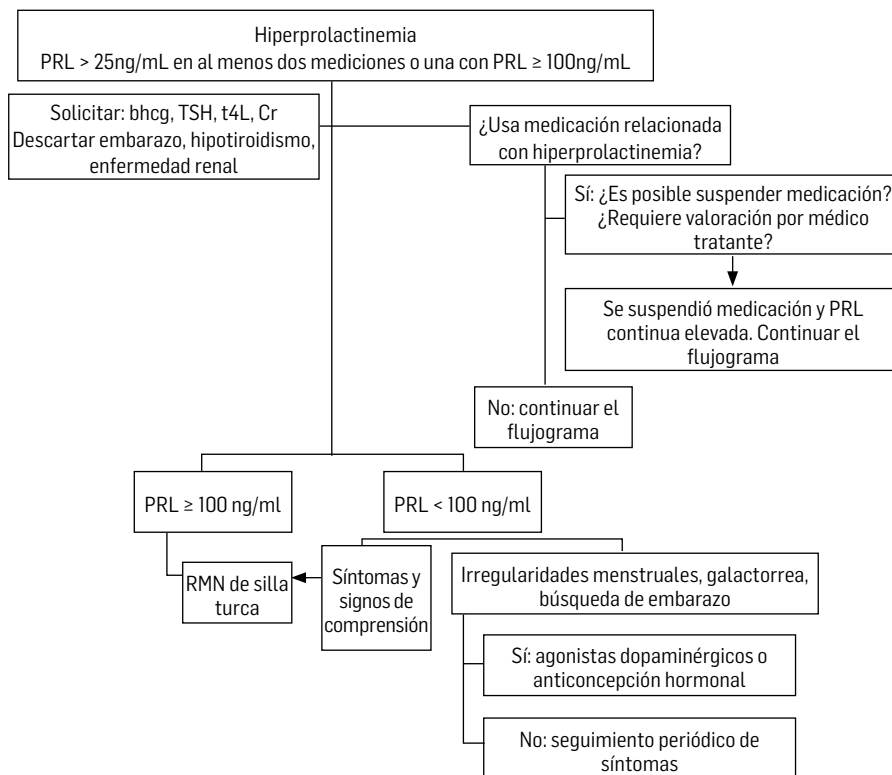 Hiperprolactinemia
PRL > 25ng/mL en al menos dos mediciones o una con PRL ≥ 100ng/mL
Solicitar: bhcg, TSH, t4L, Cr
Descartar embarazo, hipotiroidismo,
enfermedad renal
¿Usa medicación relacionada
con hiperprolactinemia?
Sí: ¿Es posible suspender medicación?
¿Requiere valoración por médico
tratante?
Se suspendió medicación y PRL
continua elevada. Continuar el
flujograma
No: continuar el
flujograma
PRL ≥ 100 ng/ml
PRL < 100 ng/ml
RMN de silla
turca
Síntomas y
signos de
comprensión
Irregularidades menstruales, galactorrea,
búsqueda de embarazo
Sí: agonistas dopaminérgicos o
anticoncepción hormonal
No: seguimiento periódico de
síntomas